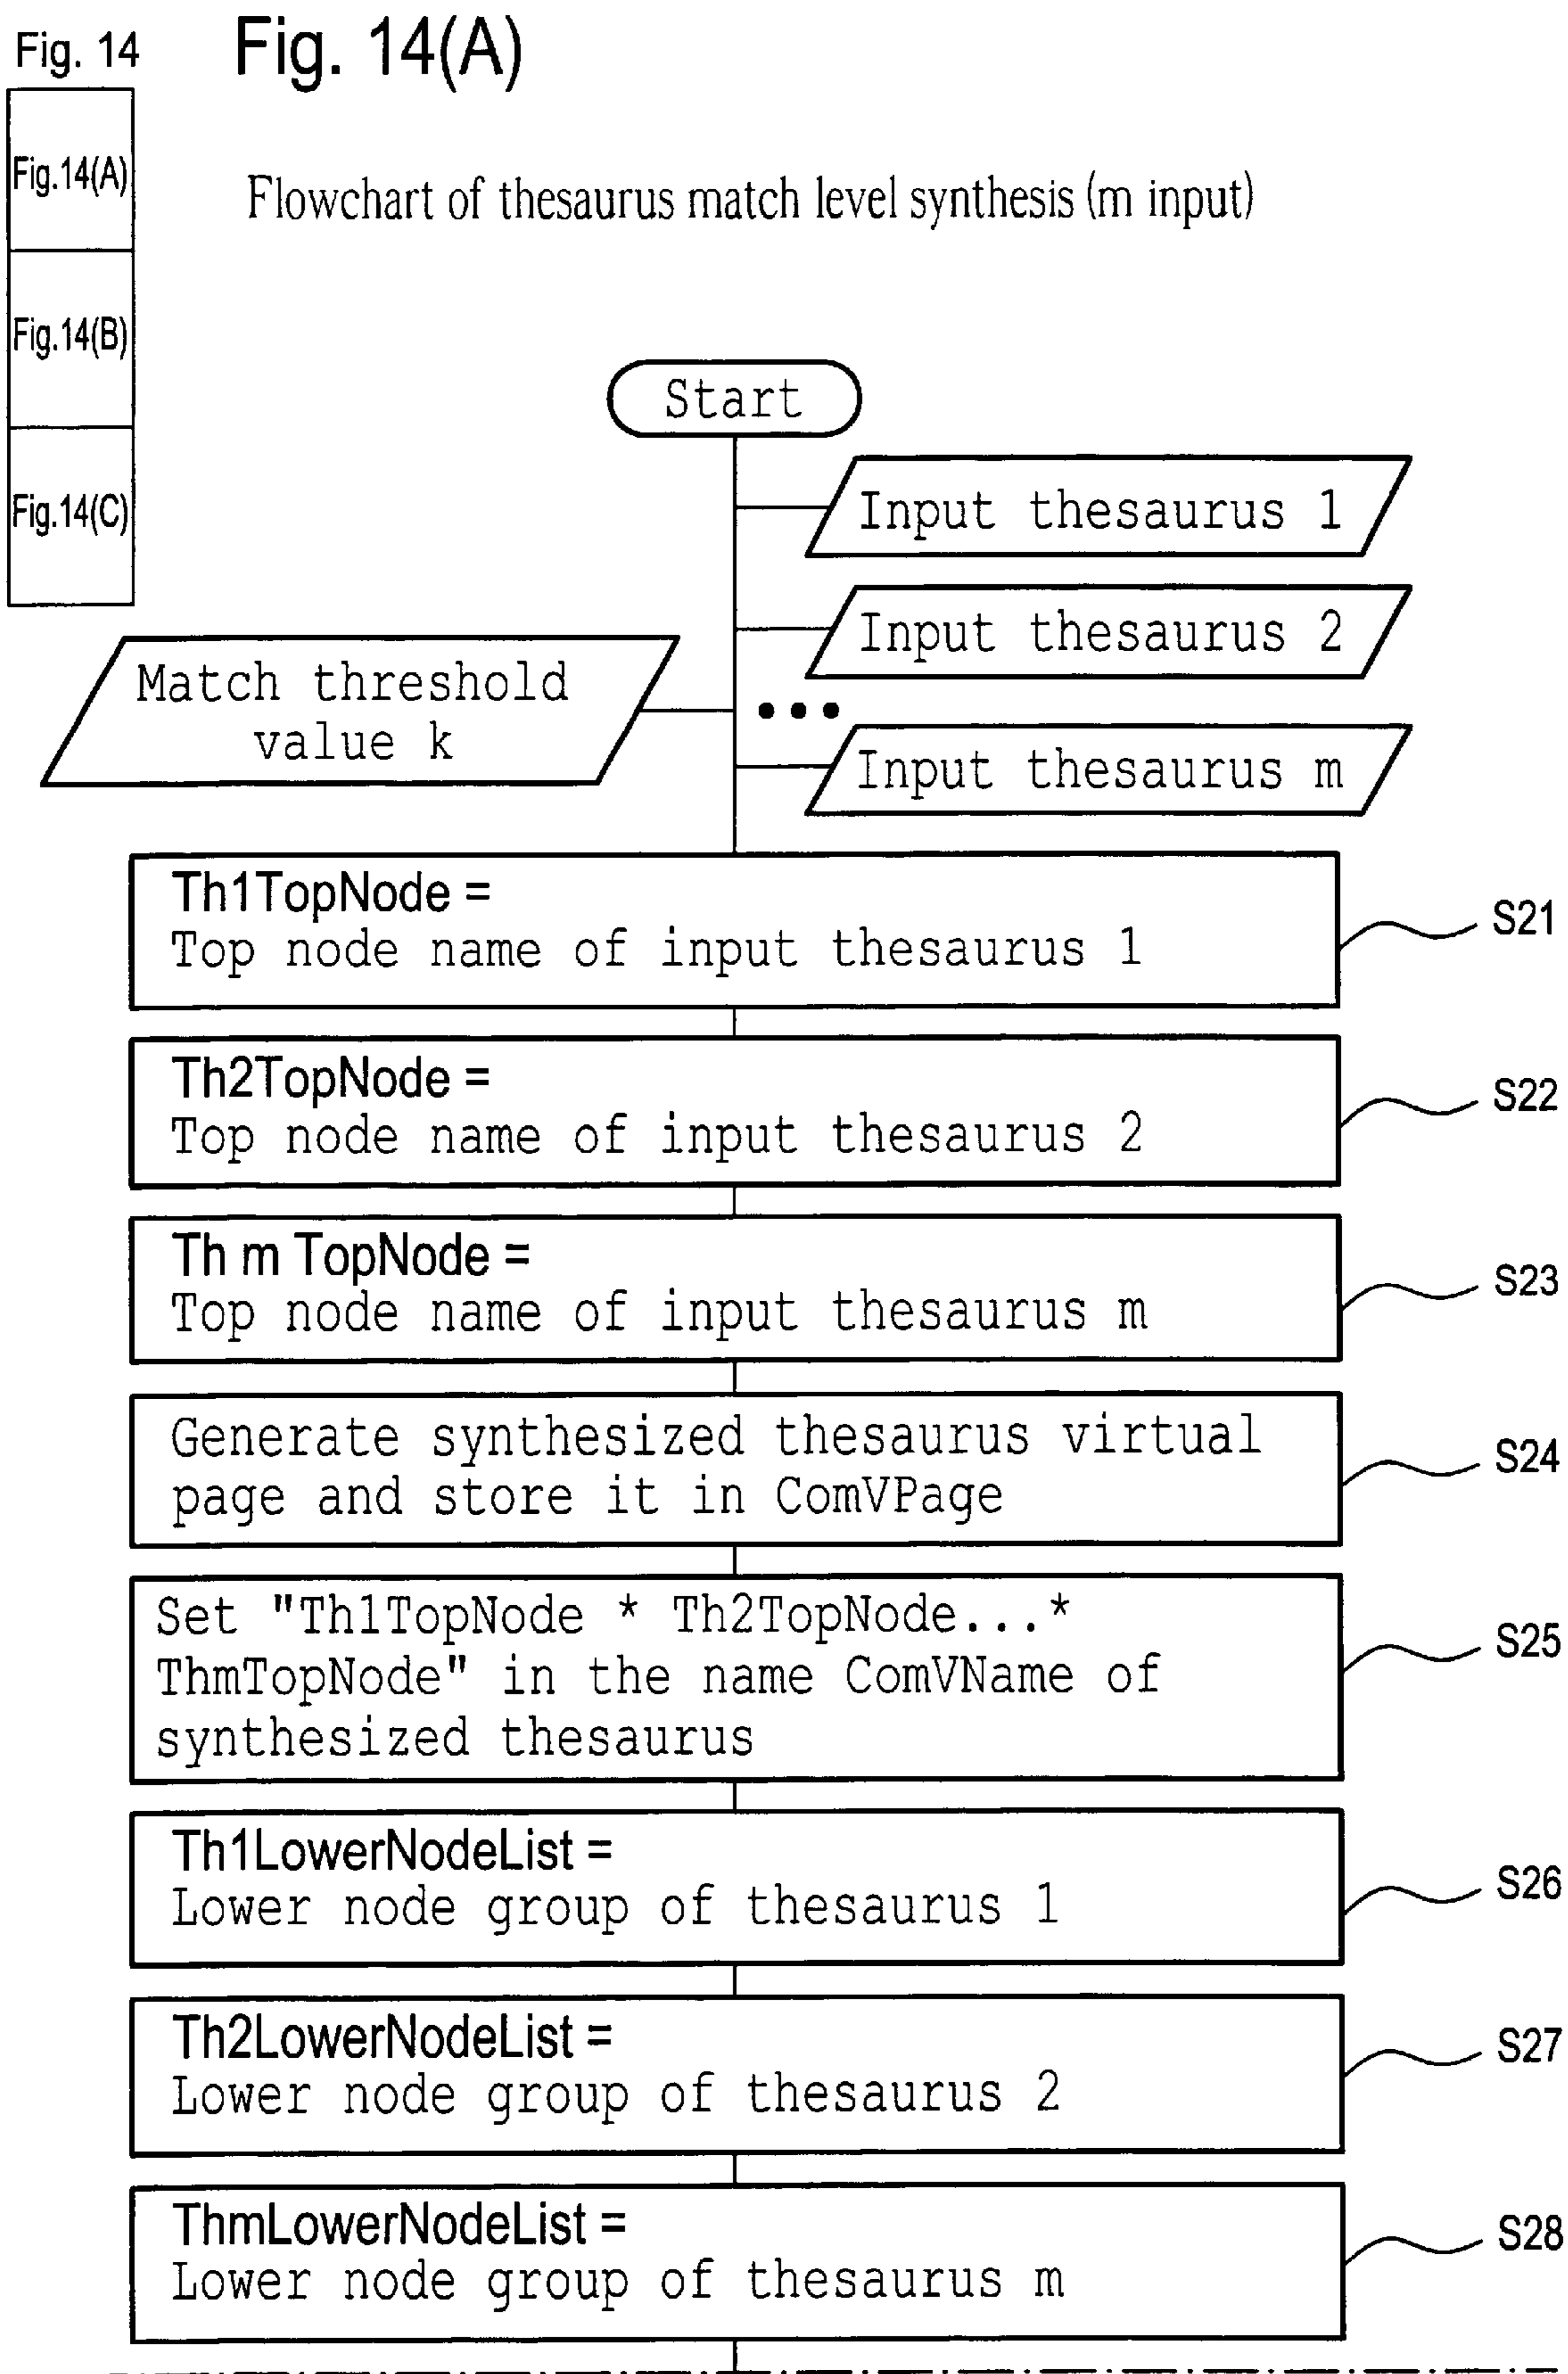 Fig. 14
Fig. 14(A)
Fig.14(A)
Fig.14(B)
Fig.14(C)
Flowchart of thesaurus match level synthesis (m input)
Start
Input thesaurus 1
Input thesaurus 2
Match threshold
value k
•••
Input thesaurus m
Th1TopNode =
Top node name of input thesaurus 1
S21
Th2TopNode =
Top node name of input thesaurus 2
S22
Th m TopNode =
Top node name of input thesaurus m
S23
Generate synthesized thesaurus virtual
page and store it in ComVPage
S24
Set "Th1TopNode * Th2TopNode...*
ThmTopNode" in the name ComVName of
synthesized thesaurus
S25
Th1LowerNodeList =
Lower node group of thesaurus 1
S26
Th2LowerNodeList =
Lower node group of thesaurus 2
S27
ThmLowerNodeList =
Lower node group of thesaurus m
S28